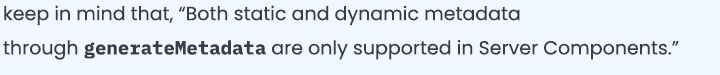 keep in mind that, “Both static and dynamic metadata
through generateMetadata are only supported in Server Components.”